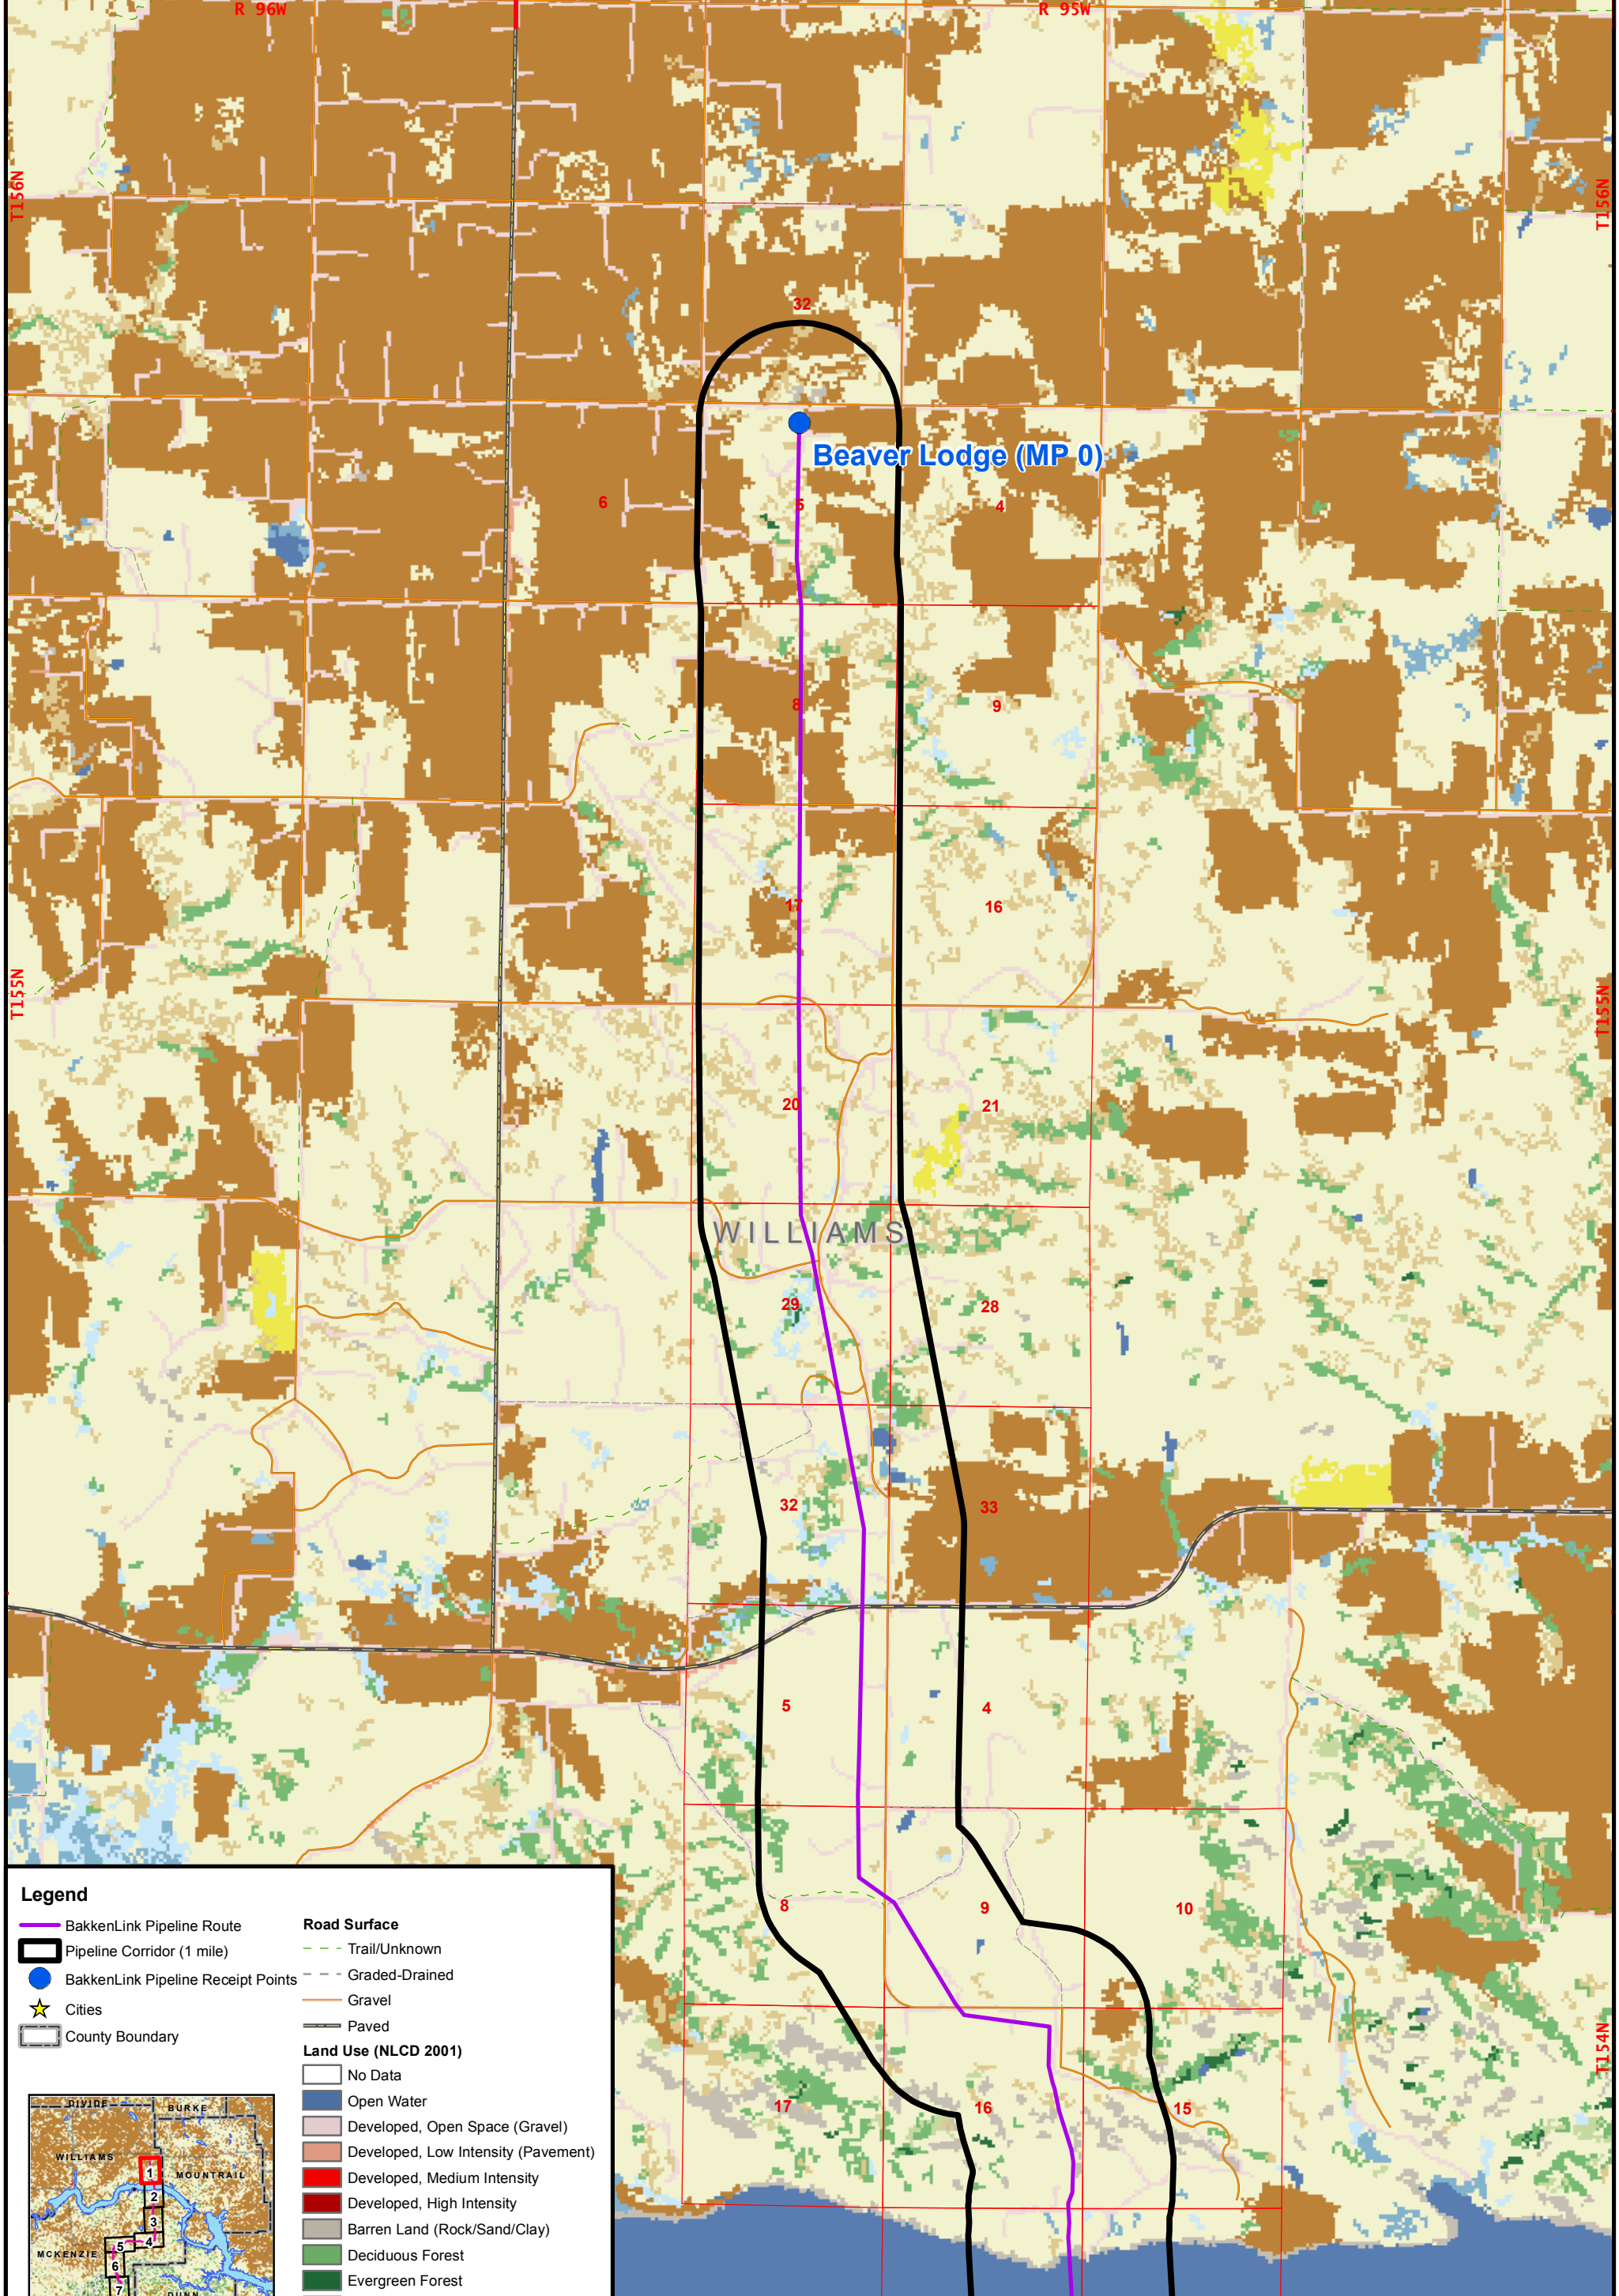 R 96W
R 95W
T156N
T156N
32
Beaver Lodge (MP 0)
6
5
4
8
9
17
16
T155N
T155N
20
21
WILLIAMS
29
28
32
33
5
4
8
9
10
T154N
17
16
15
Legend
BakkenLink Pipeline Route
Pipeline Corridor (1 mile)
BakkenLink Pipeline Receipt Points
Cities
County Boundary
Road Surface
Trail/Unknown
Graded-Drained
Gravel
Paved
Land Use (NLCD 2001)
No Data
Open Water
Developed, Open Space (Gravel)
Developed, Low Intensity (Pavement)
Developed, Medium Intensity
Developed, High Intensity
Barren Land (Rock/Sand/Clay)
Deciduous Forest
Evergreen Forest
DIVIDE
BURKE
WILLIAMS
MOUNTRAIL
1
2
3
4
5
MCKENZIE
6
7
DUNN